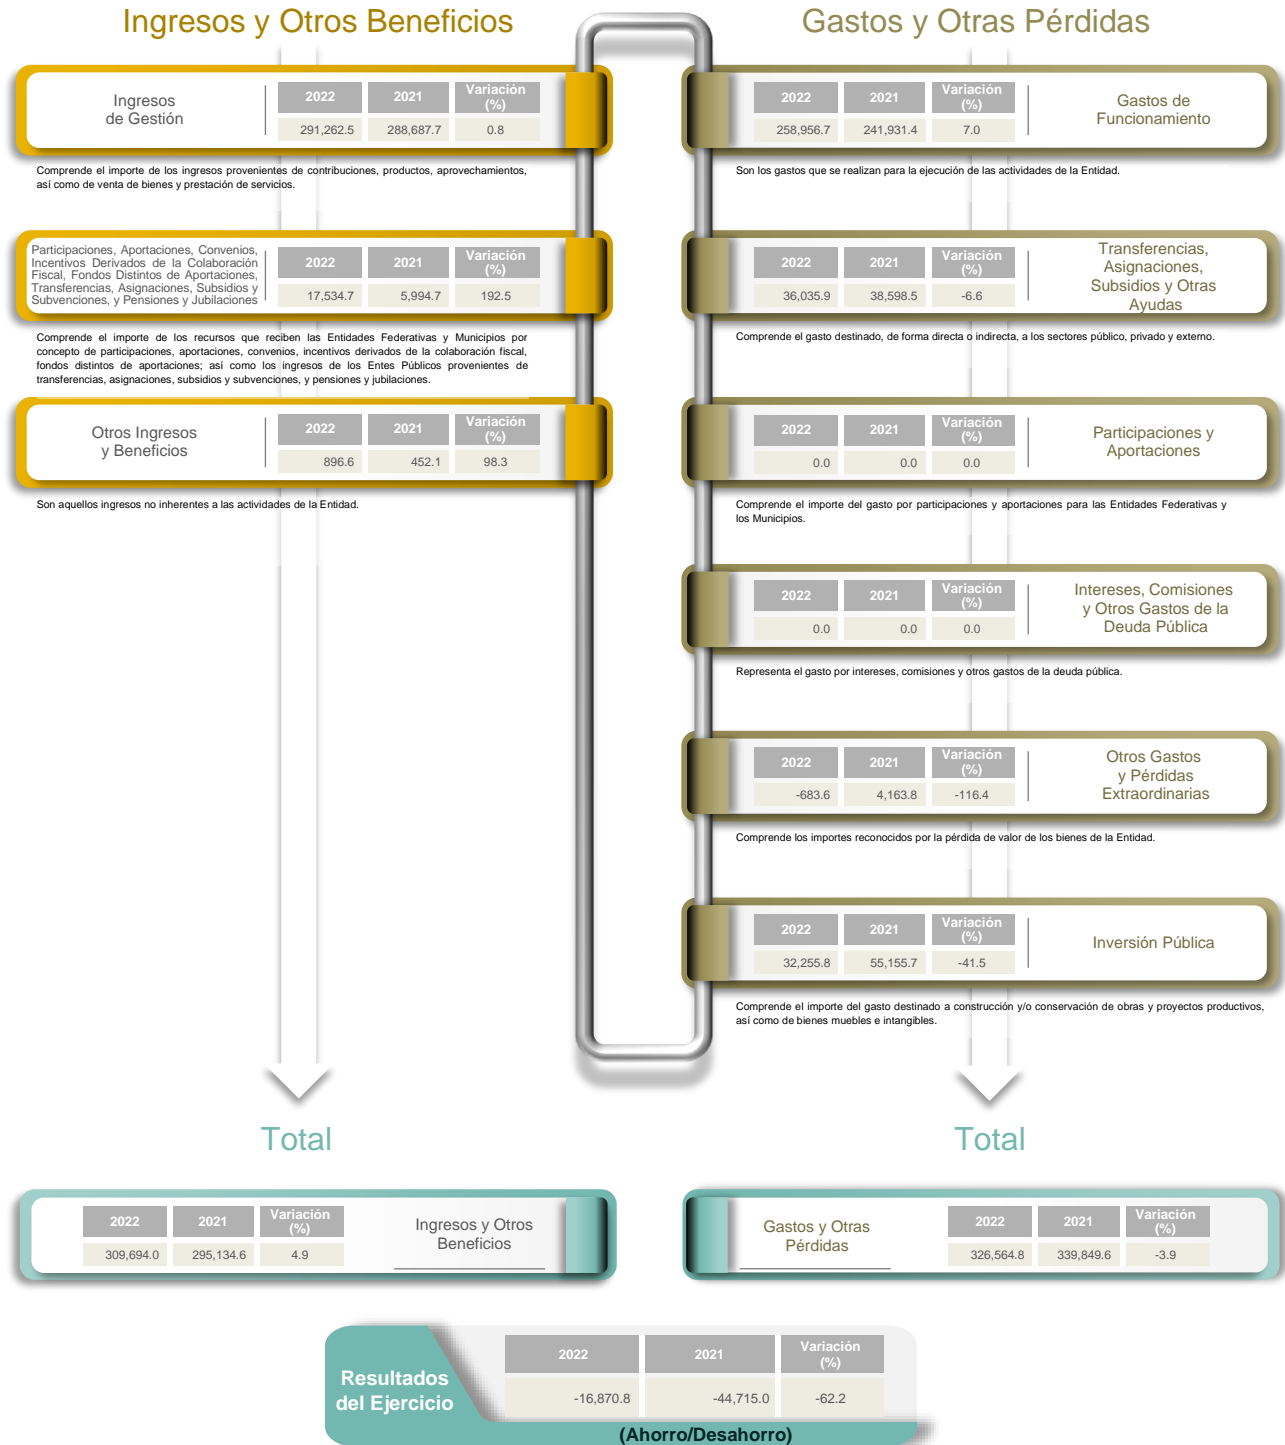 Ingresos y Otros Beneficios
Ingresos
de Gestión
2022 2021 Variación (%)
291,262.5 288,687.7 0.8
Comprende el importe de los ingresos provenientes de contribuciones, productos, aprovechamientos,
así como de venta de bienes y prestación de servicios.
Participaciones, Aportaciones, Convenios,
Incentivos Derivados de la Colaboración
Fiscal, Fondos Distintos de Aportaciones,
Transferencias, Asignaciones, Subsidios y
Subvenciones, y Pensiones y Jubilaciones
2022 2021 Variación (%)
17,534.7 5,994.7 192.5
Comprende el importe de los recursos que reciben las Entidades Federativas y Municipios por
concepto de participaciones, aportaciones, convenios, incentivos derivados de la colaboración fiscal,
fondos distintos de aportaciones; así como los ingresos de los Entes Públicos provenientes de
transferencias, asignaciones, subsidios y subvenciones, y pensiones y jubilaciones.
Otros Ingresos
y Beneficios
2022 2021 Variación (%)
896.6 452.1 98.3
Son aquellos ingresos no inherentes a las actividades de la Entidad.
Gastos y Otras Pérdidas
2022 2021 Variación (%)
258,956.7 241,931.4 7.0
Gastos de
Funcionamiento
Son los gastos que se realizan para la ejecución de las actividades de la Entidad.
2022 2021 Variación (%)
36,035.9 38,598.5 -6.6
Transferencias,
Asignaciones,
Subsidios y Otras
Ayudas
Comprende el gasto destinado, de forma directa o indirecta, a los sectores público, privado y externo.
2022 2021 Variación (%)
0.0 0.0 0.0
Participaciones y
Aportaciones
Comprende el importe del gasto por participaciones y aportaciones para las Entidades Federativas y
los Municipios.
2022 2021 Variación (%)
0.0 0.0 0.0
Intereses, Comisiones
y Otros Gastos de la
Deuda Pública
Representa el gasto por intereses, comisiones y otros gastos de la deuda pública.
2022 2021 Variación (%)
-683.6 4,163.8 -116.4
Otros Gastos
y Pérdidas
Extraordinarias
Comprende los importes reconocidos por la pérdida de valor de los bienes de la Entidad.
2022 2021 Variación (%)
32,255.8 55,155.7 -41.5
Inversión Pública
Comprende el importe del gasto destinado a construcción y/o conservación de obras y proyectos productivos,
así como de bienes muebles e intangibles.
Total
2022 2021 Variación (%)
309,694.0 295,134.6 4.9
Ingresos y Otros
Beneficios
Total
Gastos y Otras
Pérdidas
2022 2021 Variación (%)
326,564.8 339,849.6 -3.9
Resultados
del Ejercicio
2022 2021 Variación (%)
-16,870.8 -44,715.0 -62.2
(Ahorro/Desahorro)